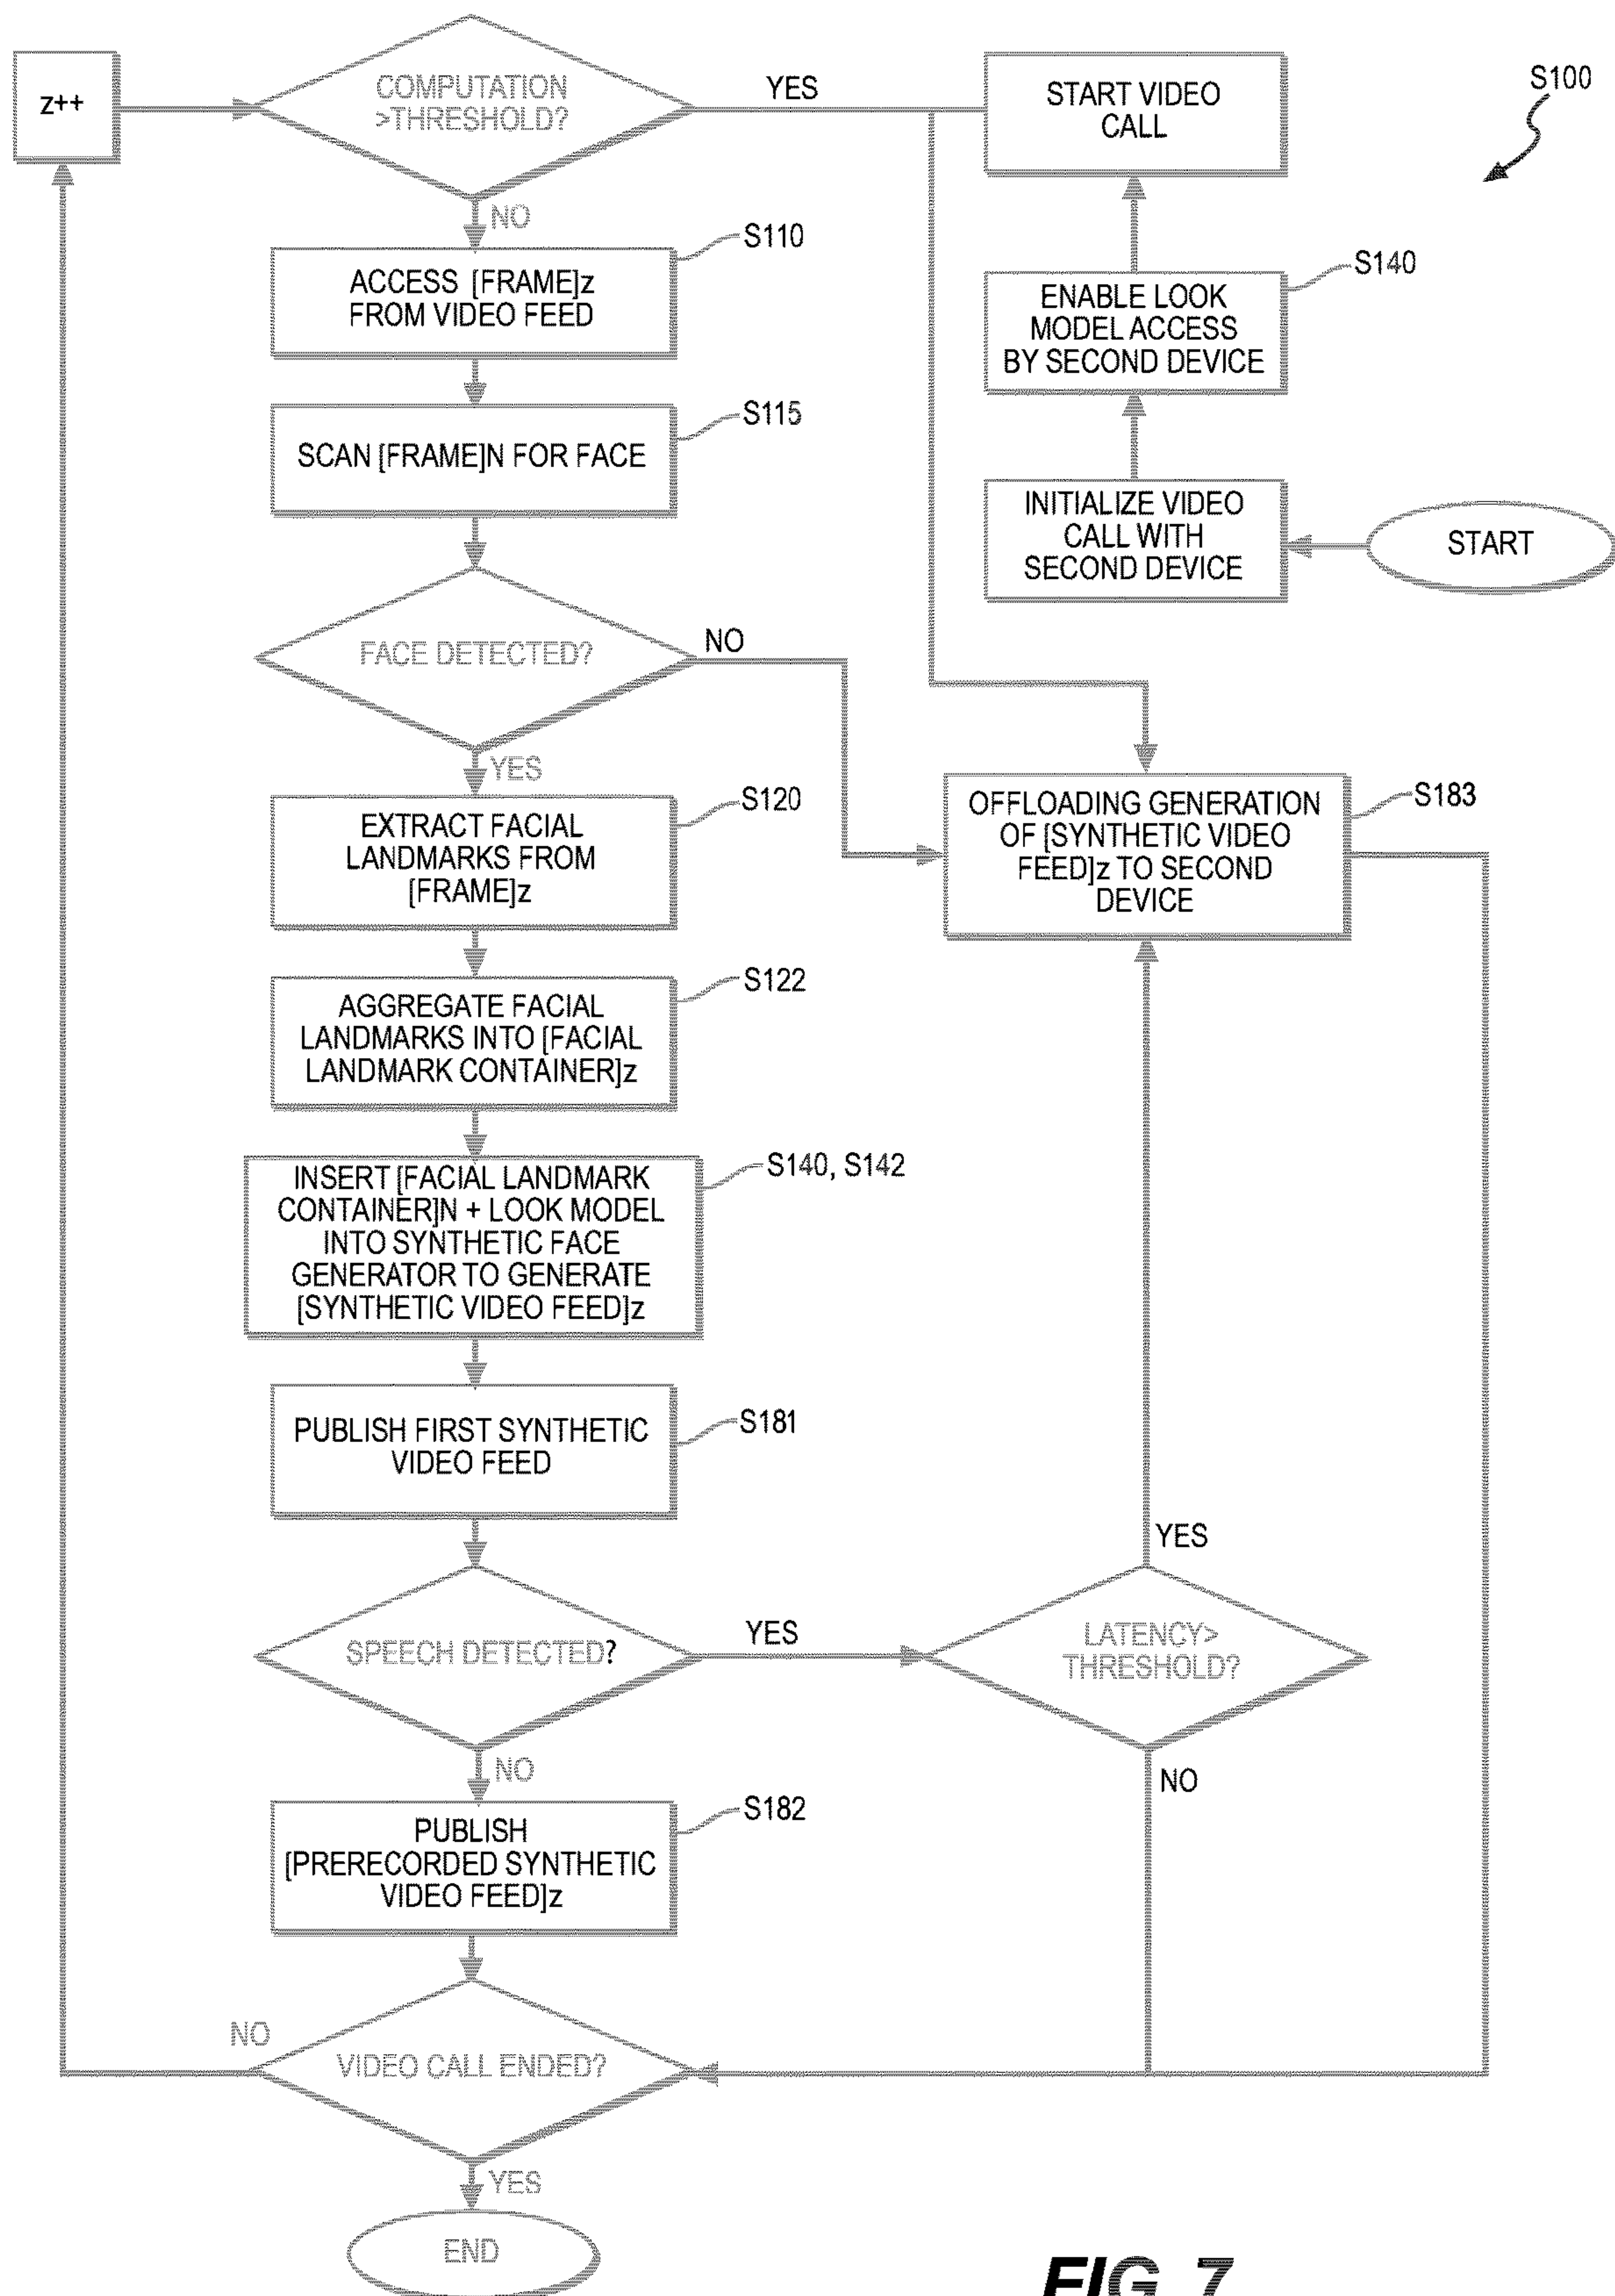 z++
COMPUTATION
>THRESHOLD?
YES
START VIDEO
CALL
S100
NO
S110
ACCESS [FRAME]z
FROM VIDEO FEED
S140
ENABLE LOOK
MODEL ACCESS
BY SECOND DEVICE
S115
SCAN [FRAME]N FOR FACE
INITIALIZE VIDEO
CALL WITH
SECOND DEVICE
START
FACE DETECTED?
NO
YES
S120
EXTRACT FACIAL
LANDMARKS FROM
[FRAME]z
S183
OFFLOADING GENERATION
OF [SYNTHETIC VIDEO
FEED]z TO SECOND
DEVICE
S122
AGGREGATE FACIAL
LANDMARKS INTO [FACIAL
LANDMARK CONTAINER]z
S140, S142
INSERT [FACIAL LANDMARK
CONTAINER]N + LOOK MODEL
INTO SYNTHETIC FACE
GENERATOR TO GENERATE
[SYNTHETIC VIDEO FEED]z
S181
PUBLISH FIRST SYNTHETIC
VIDEO FEED
YES
SPEECH DETECTED?
YES
LATENCY>
THRESHOLD?
NO
NO
S182
PUBLISH
[PRERECORDED SYNTHETIC
VIDEO FEED]z
NO
VIDEO CALL ENDED?
YES
END
FIG. 7